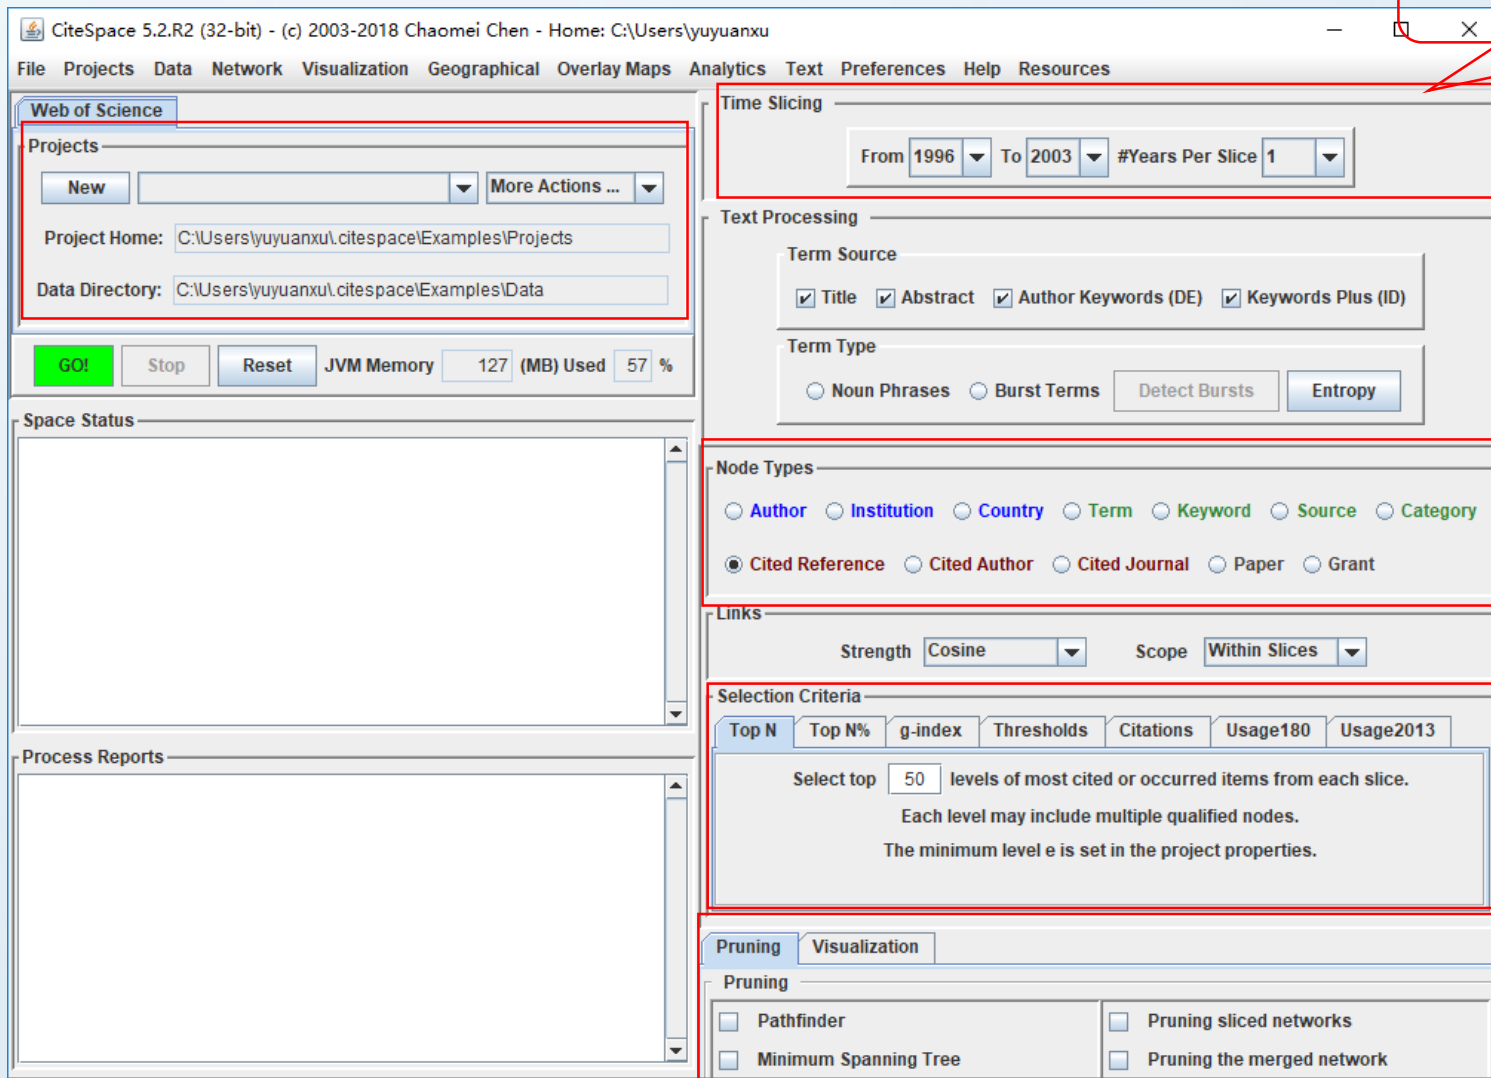 CiteSpace 5.2.R2 (32-bit) - (c) 2003-2018 Chaomei Chen - Home: C:\Users\yuyuanxu
File Projects Data Network Visualization Geographical Overlay Maps Analytics Text Preferences Help Resources
Web of Science
Projects
New More Actions ...
Project Home: C:\Users\yuyuanxu\.citespace\Examples\Projects
Data Directory: C:\Users\yuyuanxu\.citespace\Examples\Data
GO! Stop Reset JVM Memory 127 (MB) Used 57 %
Space Status
Process Reports
Time Slicing
From 1996 To 2003 #Years Per Slice 1
Text Processing
Term Source
Title Abstract Author Keywords (DE) Keywords Plus (ID)
Term Type
Noun Phrases Burst Terms Detect Bursts Entropy
Node Types
Author Institution Country Term Keyword Source Category
Cited Reference Cited Author Cited Journal Paper Grant
Links
Strength Cosine Scope Within Slices
Selection Criteria
Top N Top N% g-index Thresholds Citations Usage180 Usage2013
Select top 50 levels of most cited or occurred items from each slice.
Each level may include multiple qualified nodes.
The minimum level e is set in the project properties.
Pruning Visualization
Pruning
Pathfinder Pruning sliced networks
Minimum Spanning Tree Pruning the merged network